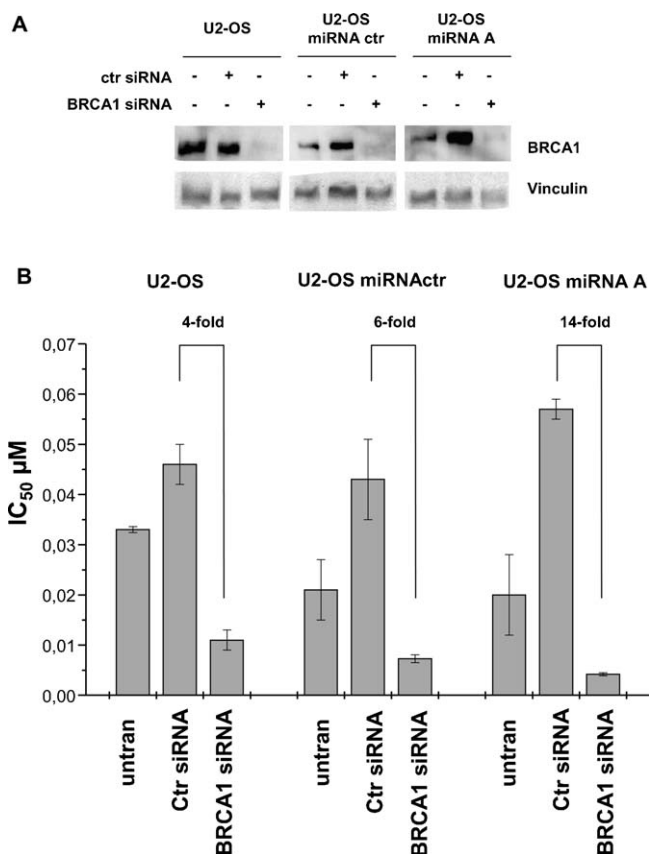 A
U2-OS
U2-OS
miRNA ctr
U2-OS
miRNA A
ctr siRNA - + - - + - - + -
BRCA1 siRNA - - + - - + - - +
BRCA1
Vinculin
B
U2-OS
U2-OS miRNActr
U2-OS miRNA A
4-fold
6-fold
14-fold
IC50 µM
0,07
0,06
0,05
0,04
0,03
0,02
0,01
0,00
untran
Ctr siRNA
BRCA1 siRNA
untran
Ctr siRNA
BRCA1 siRNA
untran
Ctr siRNA
BRCA1 siRNA